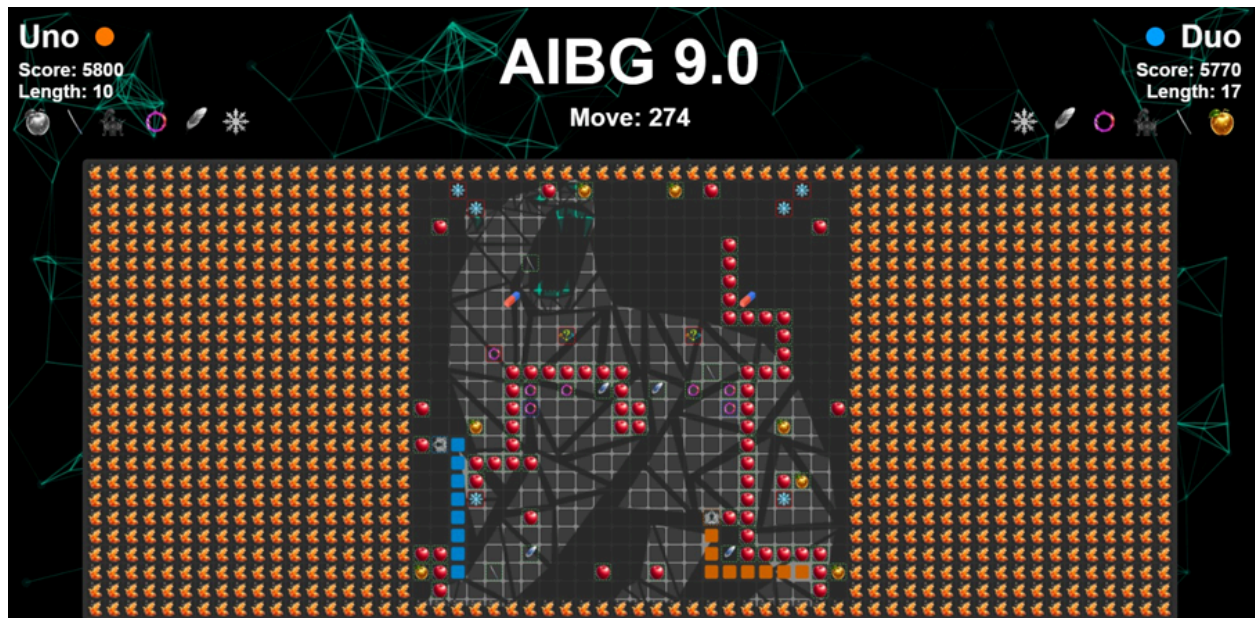 Uno
Score: 5800
Length: 10
AIBG 9.0
Move: 274
Duo
Score: 5770
Length: 17